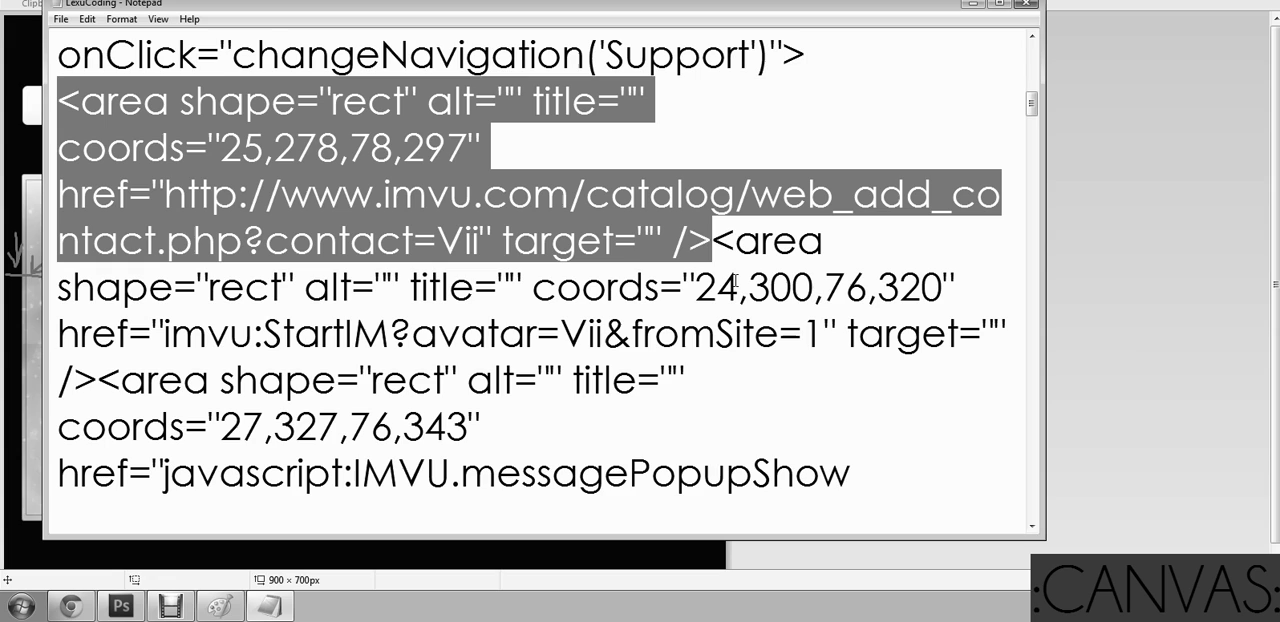 Clipb
LexuCoding - Notepad
File Edit Format View Help
onClick="changeNavigation('Support')">
<area shape="rect" alt="" title=""
coords="25,278,78,297"
href="http://www.imvu.com/catalog/web_add_co
ntact.php?contact=Vii" target="" /><area
shape="rect" alt="" title="" coords="24,300,76,320"
href="imvu:StartIM?avatar=Vii&fromSite=1" target=""
/><area shape="rect" alt="" title=""
coords="27,327,76,343"
href="javascript:IMVU.messagePopupShow
900 × 700px
Ps
:CANVAS: